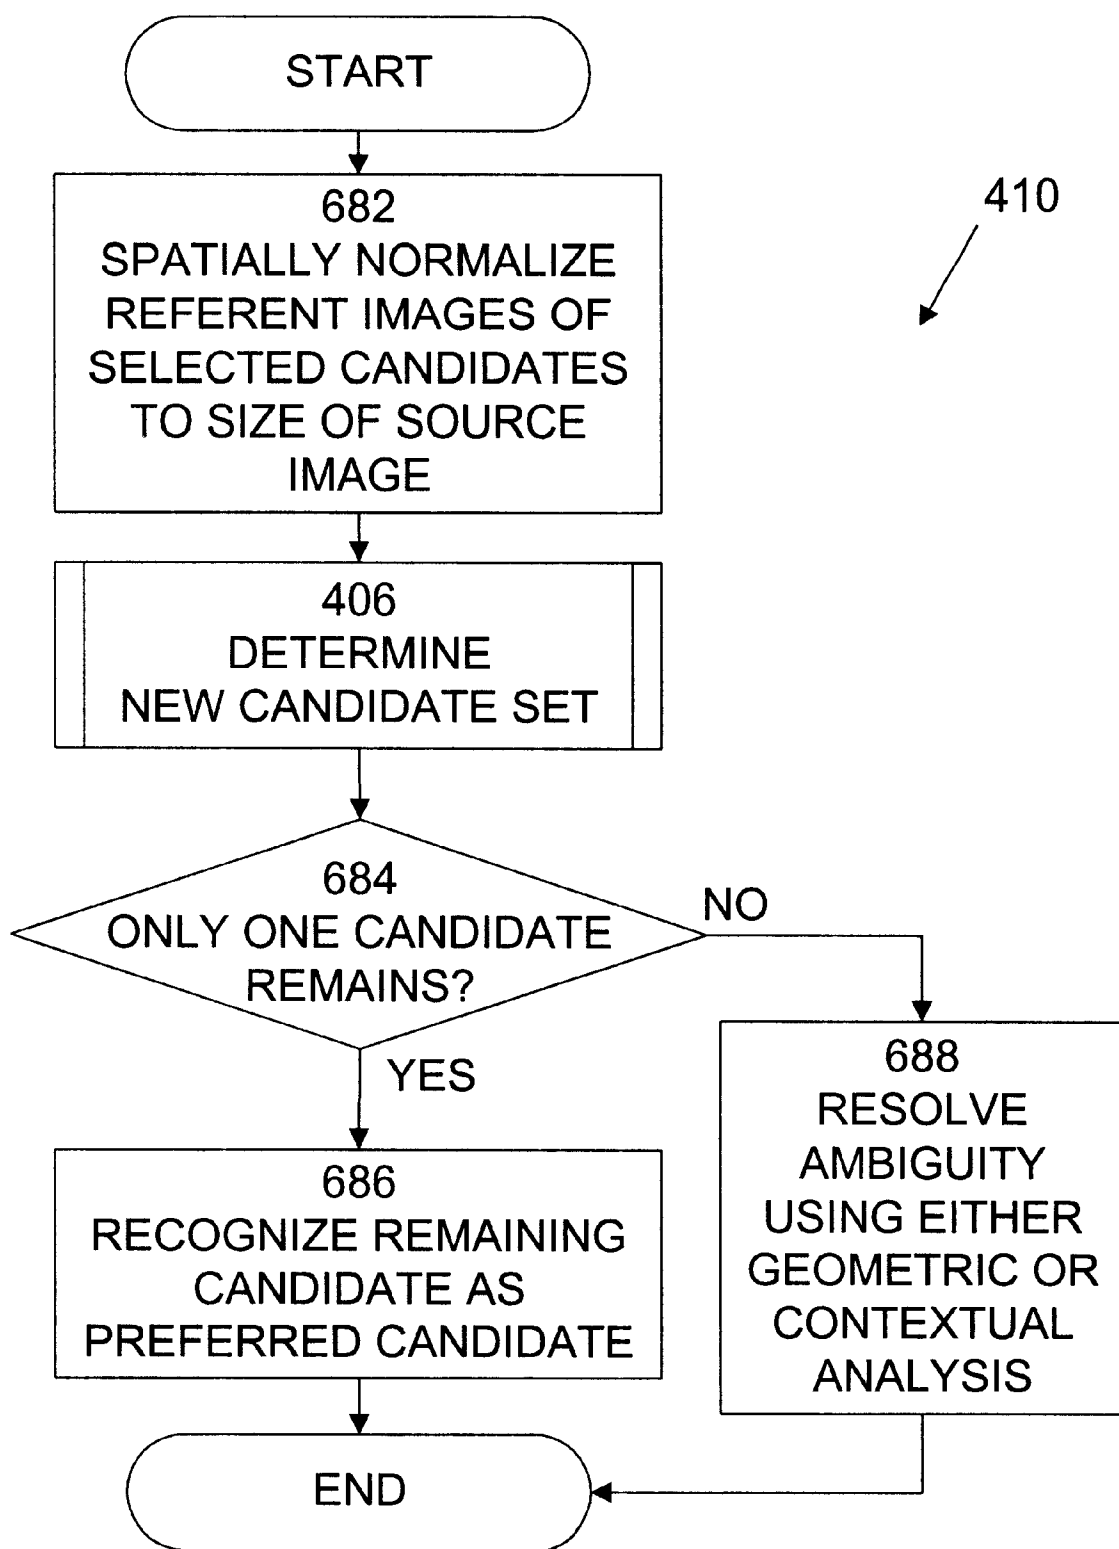 START
410
682
SPATIALLY NORMALIZE
REFERENT IMAGES OF
SELECTED CANDIDATES
TO SIZE OF SOURCE
IMAGE
406
DETERMINE
NEW CANDIDATE SET
684
ONLY ONE CANDIDATE
REMAINS?
NO
YES
688
RESOLVE
AMBIGUITY
USING EITHER
GEOMETRIC OR
CONTEXTUAL
ANALYSIS
686
RECOGNIZE REMAINING
CANDIDATE AS
PREFERRED CANDIDATE
END